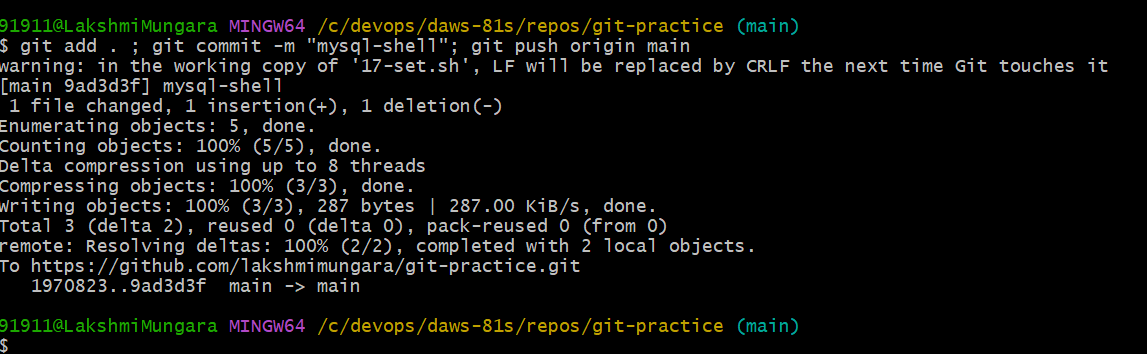 91911@LakshmiMungara MINGW64 /c/devops/daws-81s/repos/git-practice (main)
$ git add . ; git commit -m "mysql-shell"; git push origin main
warning: in the working copy of '17-set.sh', LF will be replaced by CRLF the next time Git touches it
[main 9ad3d3f] mysql-shell
 1 file changed, 1 insertion(+), 1 deletion(-)
Enumerating objects: 5, done.
Counting objects: 100% (5/5), done.
Delta compression using up to 8 threads
Compressing objects: 100% (3/3), done.
Writing objects: 100% (3/3), 287 bytes | 287.00 KiB/s, done.
Total 3 (delta 2), reused 0 (delta 0), pack-reused 0 (from 0)
remote: Resolving deltas: 100% (2/2), completed with 2 local objects.
To https://github.com/lakshmimungara/git-practice.git
   1970823..9ad3d3f  main -> main
91911@LakshmiMungara MINGW64 /c/devops/daws-81s/repos/git-practice (main)
$